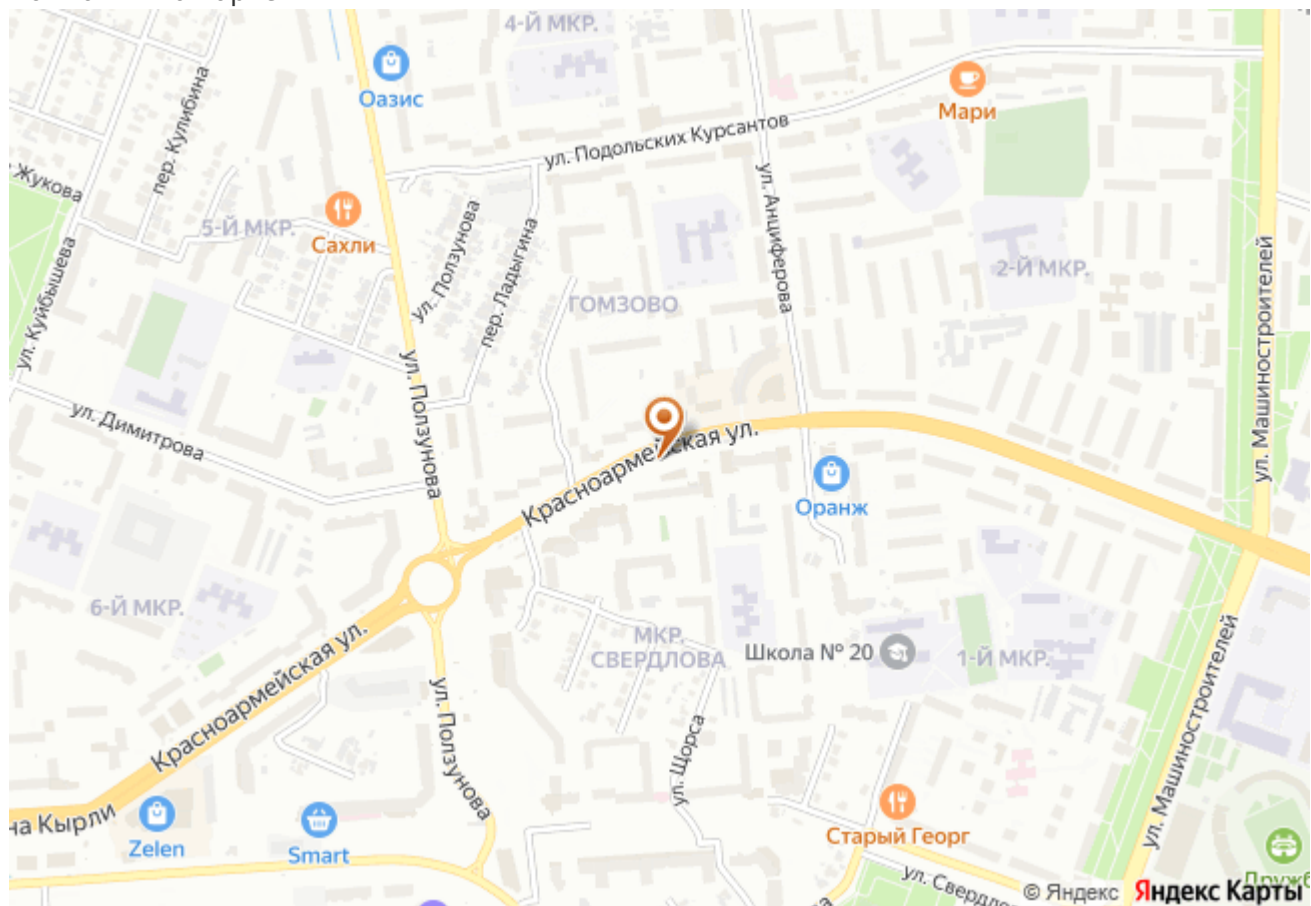 4-Й МКР.
Оазис
Мари
пер. Кулибина
ул. Подольских Курсантов
Жукова
5-Й МКР.
Сахли
ул. Ползунова
пер. Ладыгина
ул. Анциферова
2-Й МКР.
ул. Куйбышева
ГОМЗОВО
ул. Машиностроителей
ул. Ползунова
ул. Димитрова
Красноармейская ул.
Оранж
6-Й МКР.
МКР.
СВЕРДЛОВА
Школа № 20
1-Й МКР.
Красноармейская ул.
ул. Ползунова
ул. Щорса
ул. Машиностроителей
на Кырли
Zelen
Smart
Старый Георг
ул. Свердло
Дружб
© Яндекс Яндекс Карты